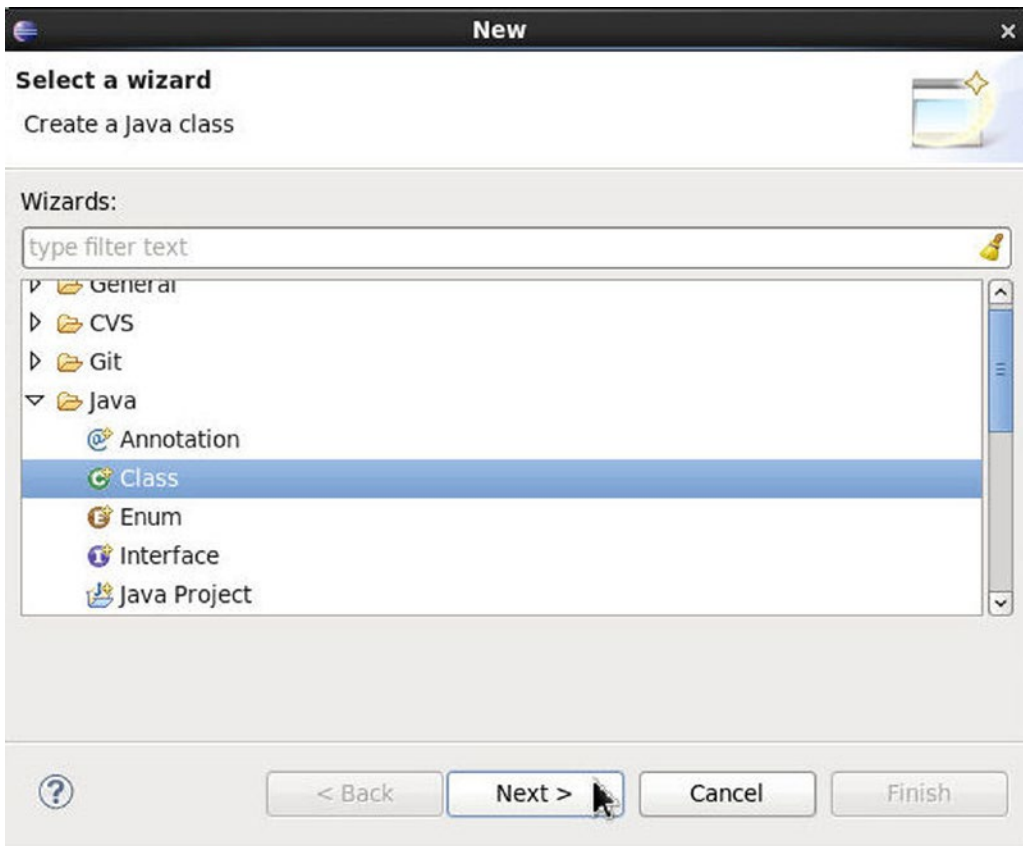 New
Select a wizard
Create a Java class
Wizards:
type filter text
General
CVS
Git
Java
Annotation
Class
Enum
Interface
Java Project
< Back Next > Cancel Finish